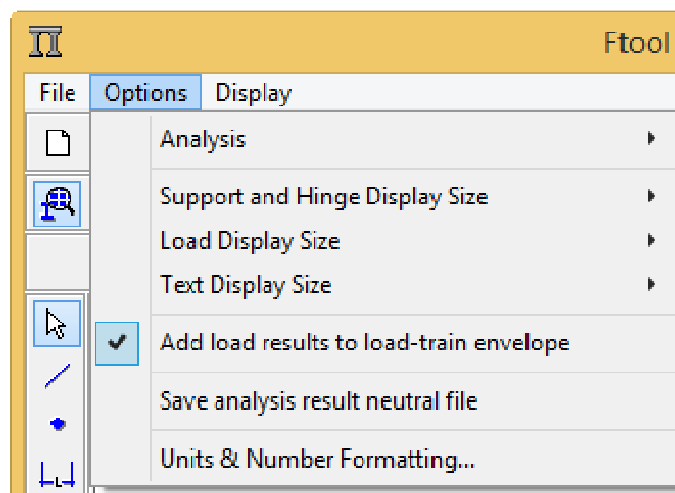 Ftool
File Options Display
Analysis
Support and Hinge Display Size
Load Display Size
Text Display Size
Add load results to load-train envelope
Save analysis result neutral file
Units & Number Formatting...
L